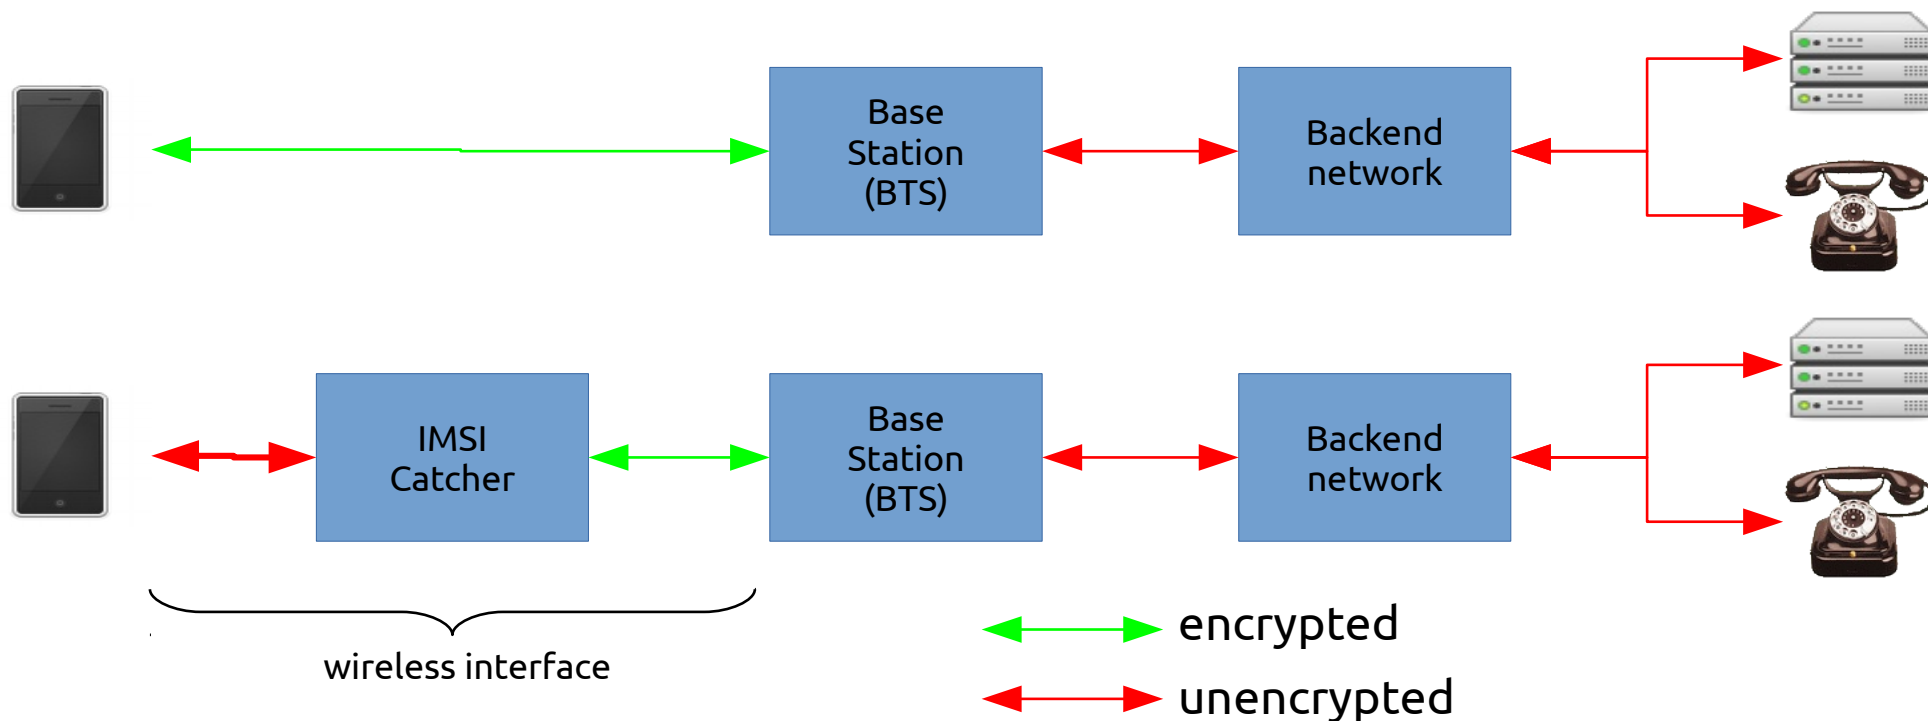 Base
Station
(BTS)
Backend
network
IMSI
Catcher
Base
Station
(BTS)
Backend
network
wireless interface
encrypted
unencrypted